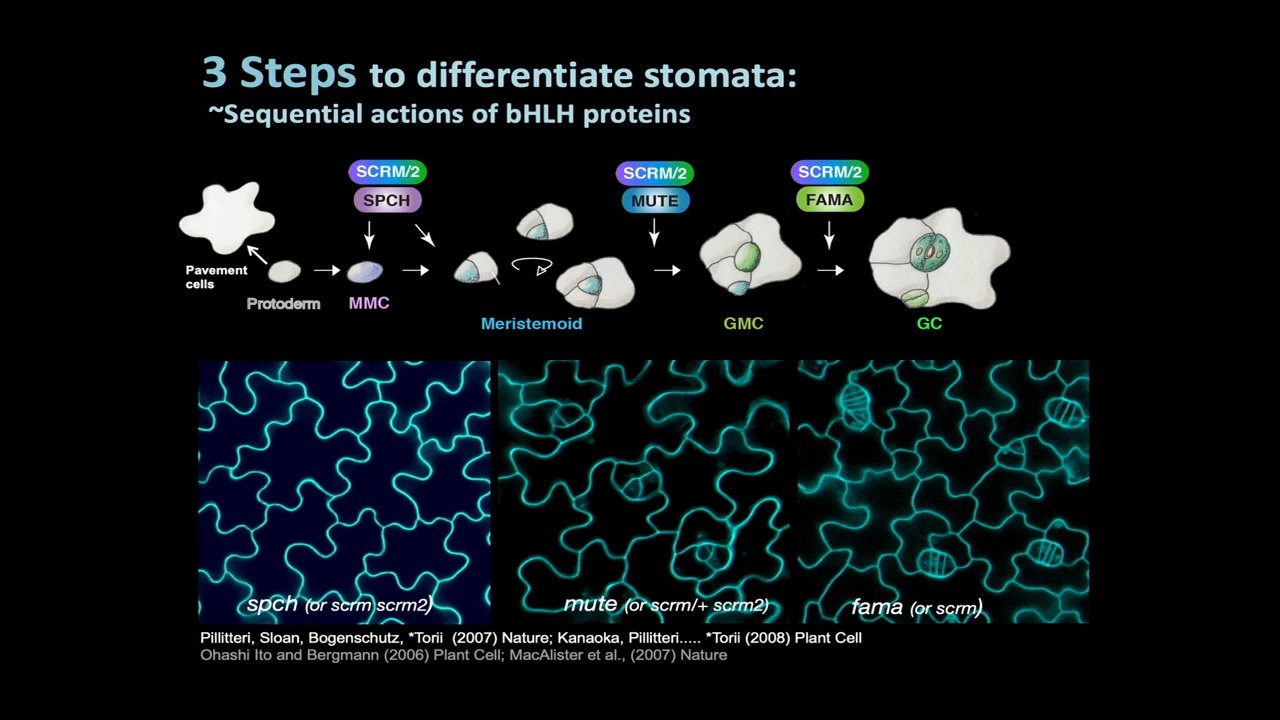 3 Steps to differentiate stomata:
~Sequential actions of bHLH proteins
SCRM/2
SPCH
SCRM/2
MUTE
SCRM/2
FAMA
Pavement
cells
Protoderm
MMC
Meristemoid
GMC
GC
spch (or scrm scrm2)
mute (or scrm/+ scrm2)
fama (or scrm)
Pillitteri, Sloan, Bogenschutz, *Torii (2007) Nature; Kanaoka, Pillitteri..... *Torii (2008) Plant Cell
Ohashi Ito and Bergmann (2006) Plant Cell; MacAlister et al., (2007) Nature